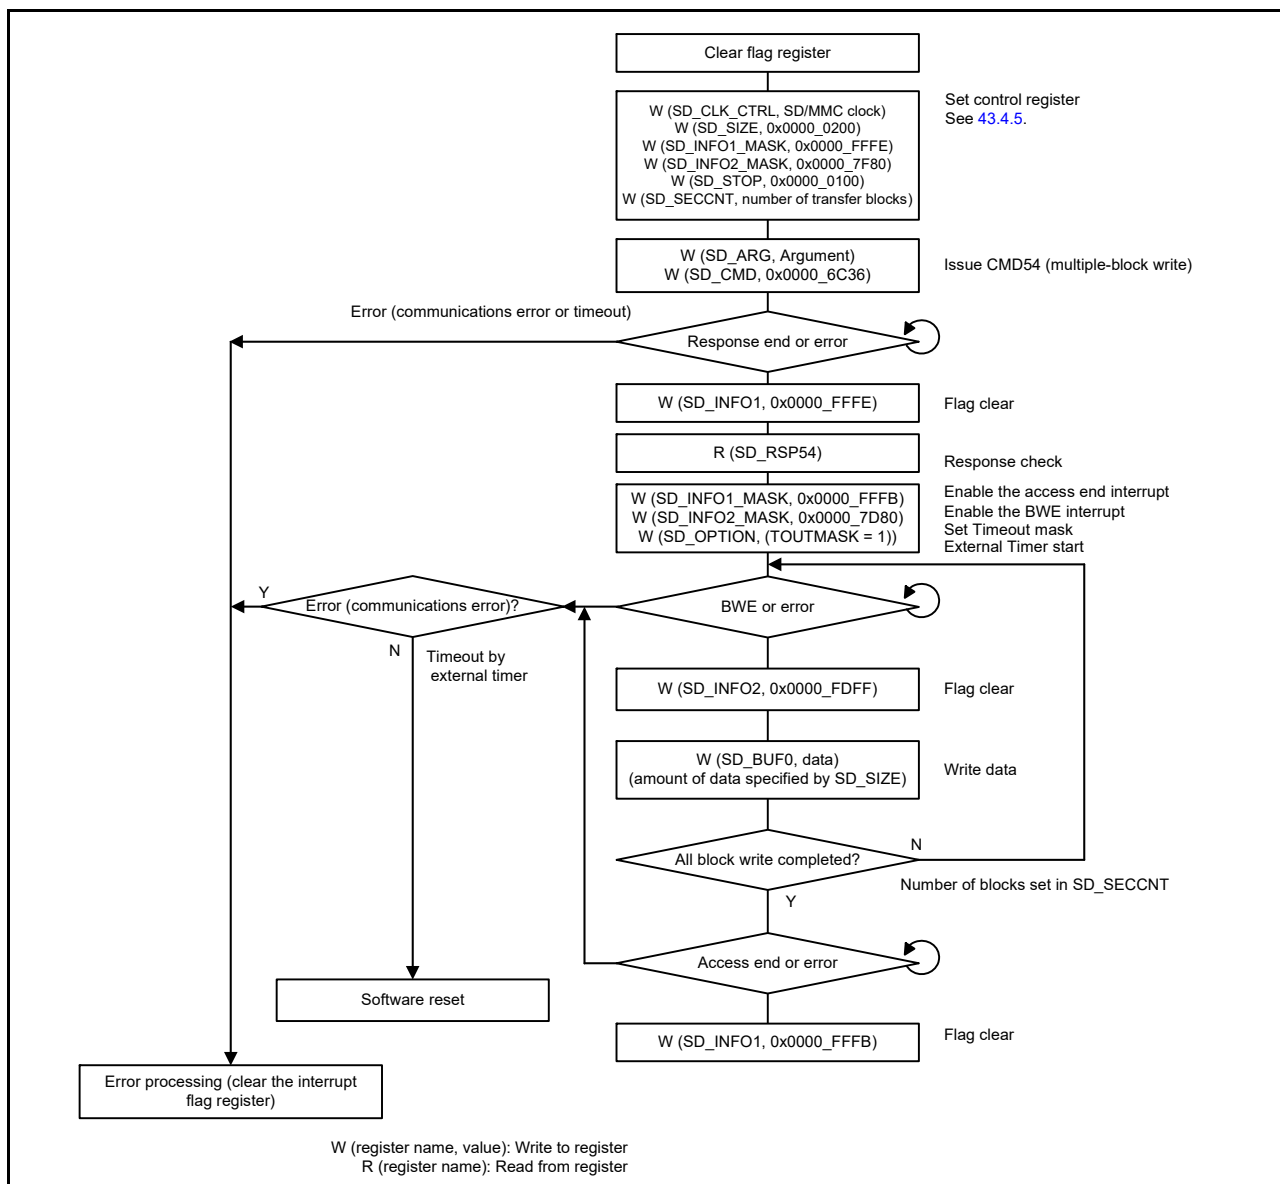 Clear flag register
W (SD_CLK_CTRL, SD/MMC clock)
W (SD_SIZE, 0x0000_0200)
W (SD_INFO1_MASK, 0x0000_FFFE)
W (SD_INFO2_MASK, 0x0000_7F80)
W (SD_STOP, 0x0000_0100)
W (SD_SECCNT, number of transfer blocks)
Set control register
See 43.4.5.
W (SD_ARG, Argument)
W (SD_CMD, 0x0000_6C36)
Issue CMD54 (multiple-block write)
Error (communications error or timeout)
Response end or error
W (SD_INFO1, 0x0000_FFFE)
Flag clear
R (SD_RSP54)
Response check
W (SD_INFO1_MASK, 0x0000_FFFB)
W (SD_INFO2_MASK, 0x0000_7D80)
W (SD_OPTION, (TOUTMASK = 1))
Enable the access end interrupt
Enable the BWE interrupt
Set Timeout mask
External Timer start
Y
Error (communications error)?
BWE or error
N
Timeout by
external timer
W (SD_INFO2, 0x0000_FDFF)
Flag clear
W (SD_BUF0, data)
(amount of data specified by SD_SIZE)
Write data
All block write completed?
N
Number of blocks set in SD_SECCNT
Y
Access end or error
Software reset
W (SD_INFO1, 0x0000_FFFB)
Flag clear
Error processing (clear the interrupt
flag register)
W (register name, value): Write to register
R (register name): Read from register